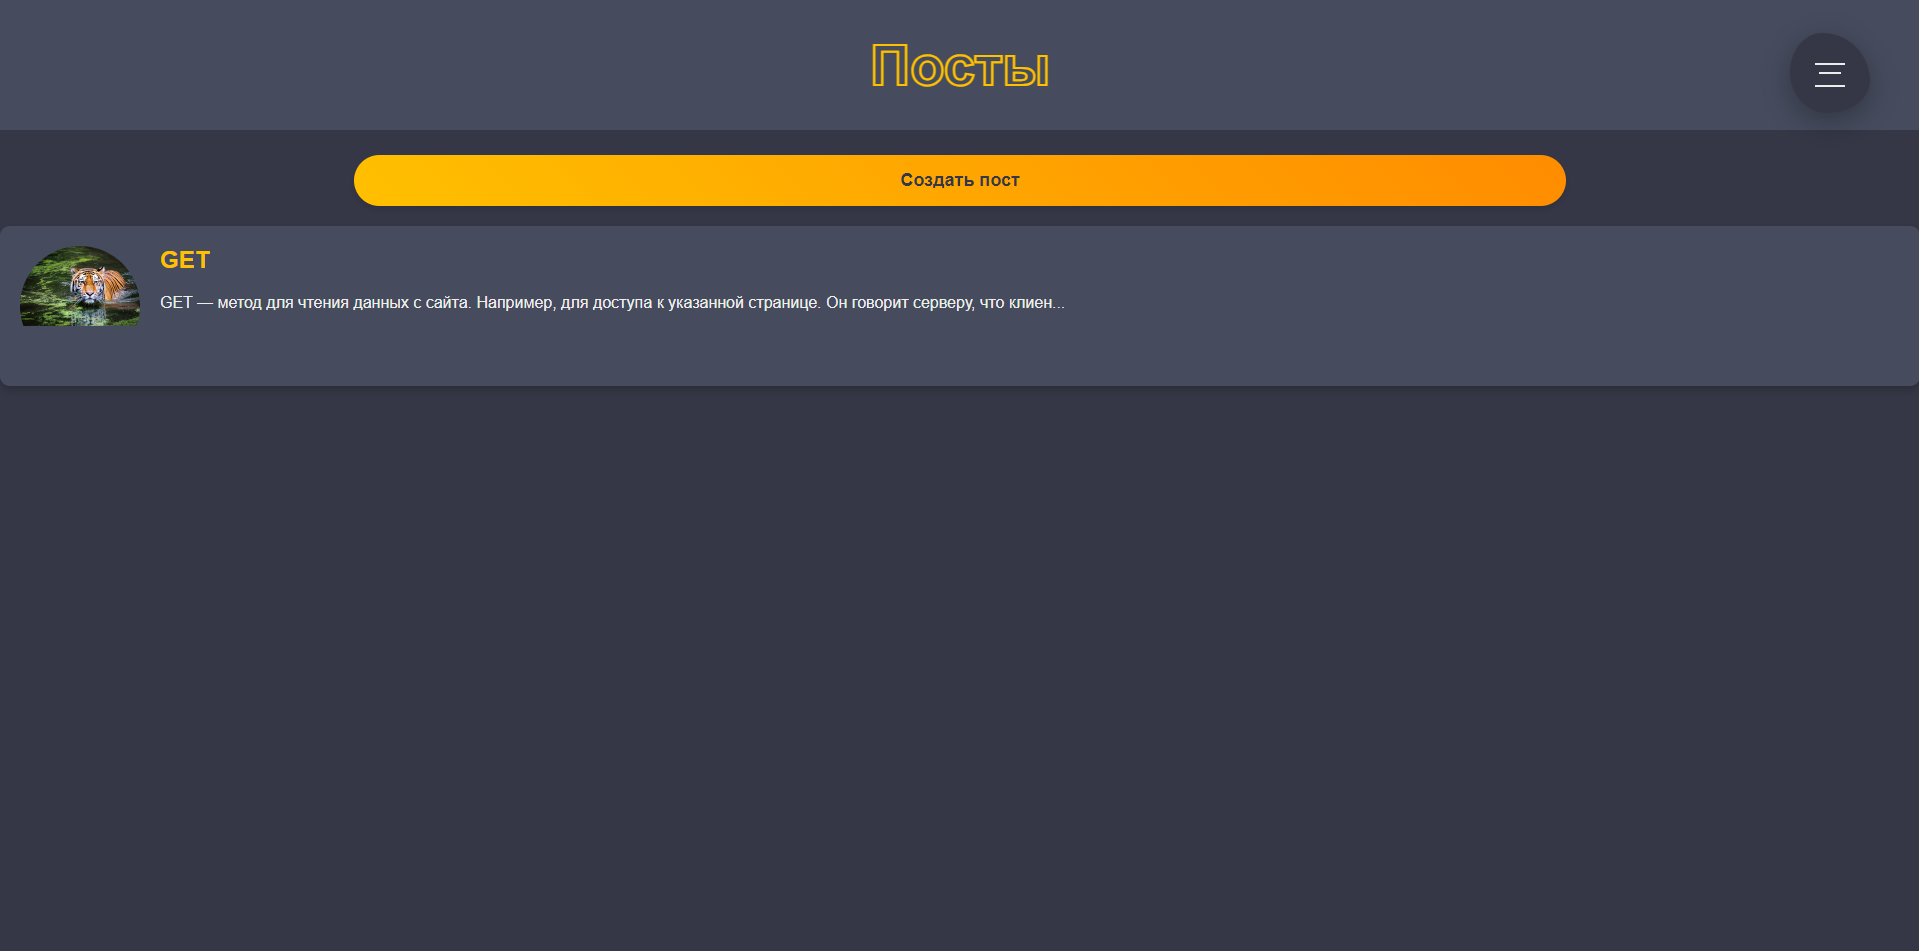 Посты
Создать пост
GET
GET — метод для чтения данных с сайта. Например, для доступа к указанной странице. Он говорит серверу, что клиен...